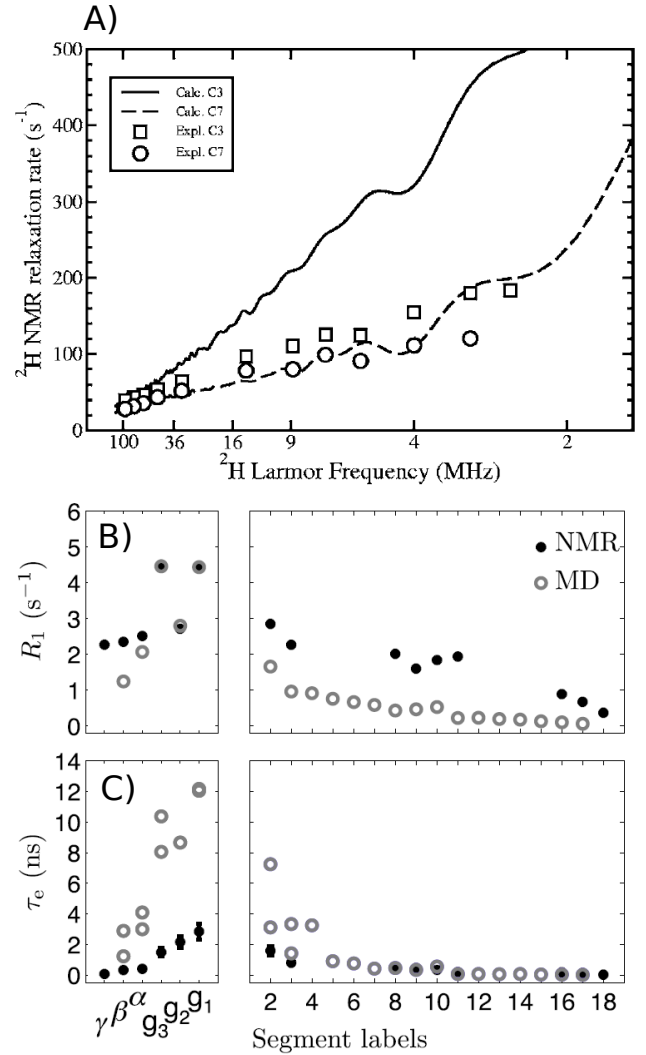 A)
500
400
300
200
100
0
²H NMR relaxation rate (s⁻¹)
Calc. C3
Calc. C7
Expl. C3
Expl. C7
100 36 16 9 4 2
²H Larmor Frequency (MHz)
B)
6
5
4
3
2
1
0
R₁ (s⁻¹)
NMR
MD
C)
14
12
10
8
6
4
2
0
τₑ (ns)
γ β α g₃ g₂ g₁
2 4 6 8 10 12 14 16 18
Segment labels